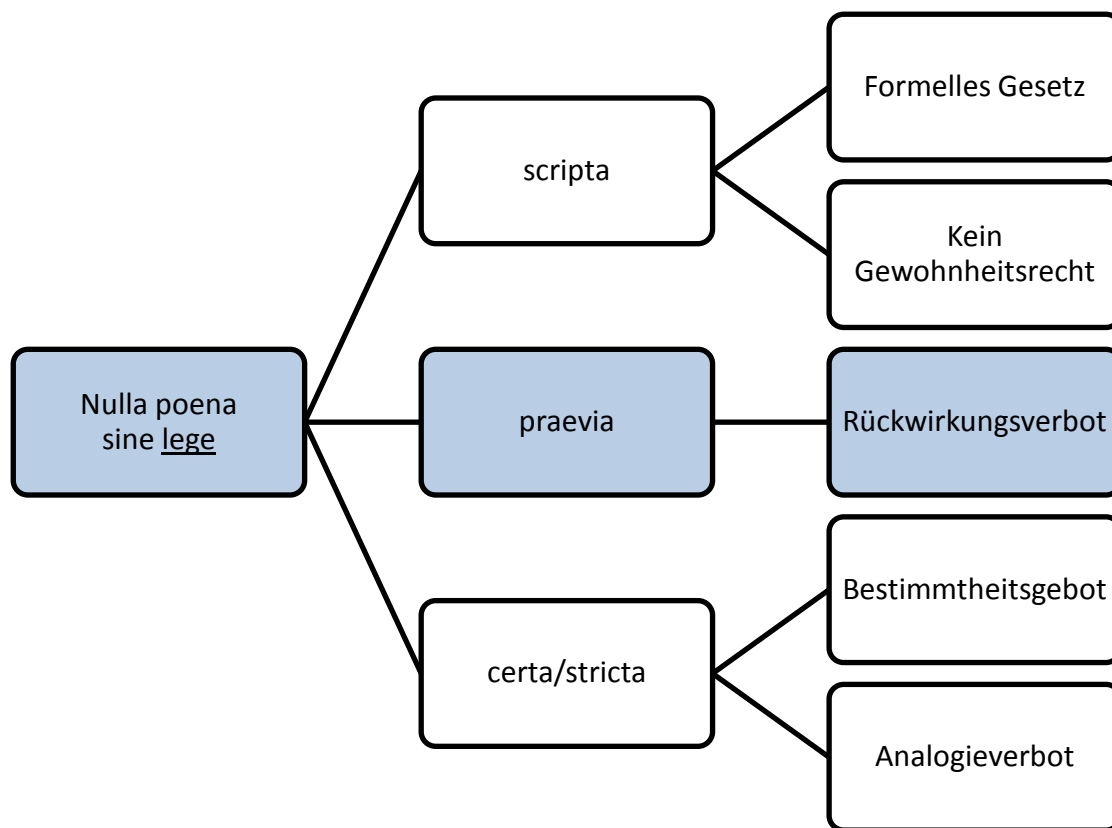 Nulla poena
sine lege
scripta
Formelles Gesetz
Kein
Gewohnheitsrecht
praevia
Rückwirkungsverbot
certa/stricta
Bestimmtheitsgebot
Analogieverbot